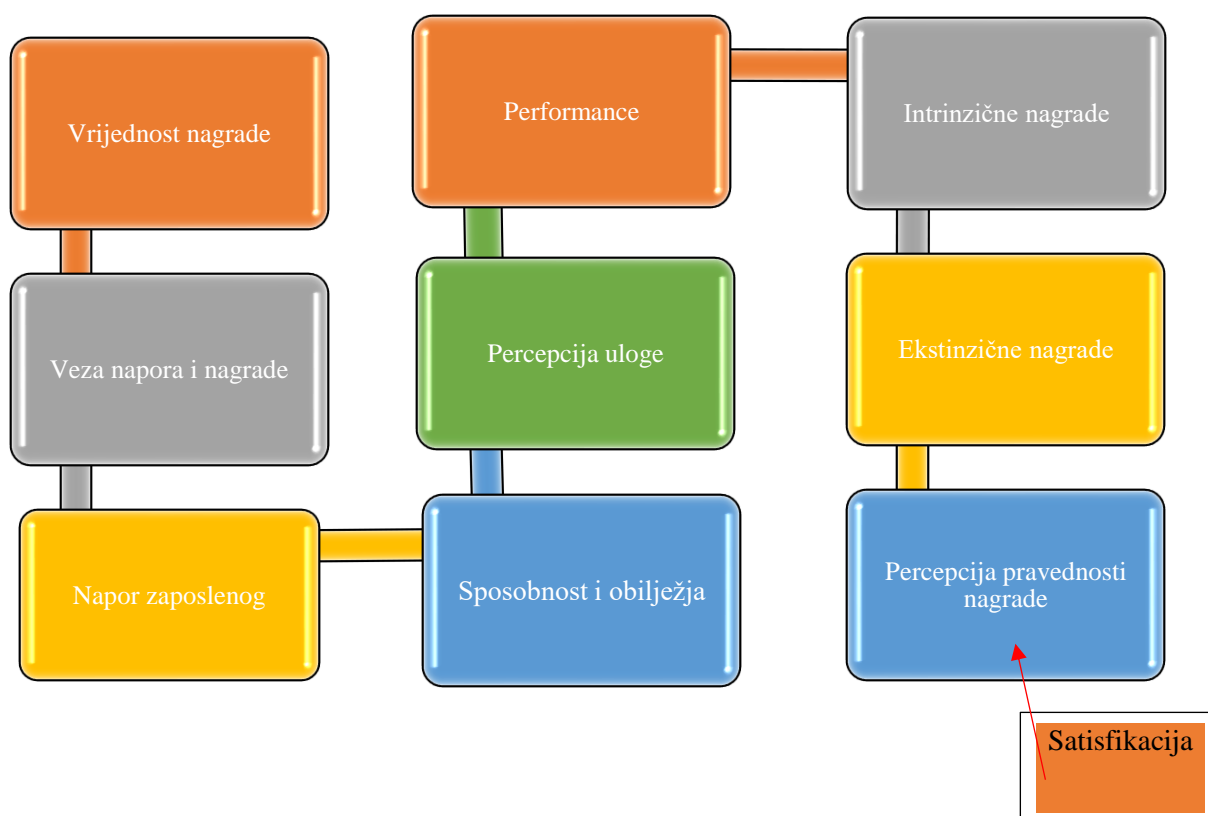 Vrijednost nagrade
Veza napora i nagrade
Napor zaposlenog
Sposobnost i obilježja
Percepcija uloge
Performance
Intrinzične nagrade
Ekstinzične nagrade
Percepcija pravednosti
nagrade
Satisfikacija